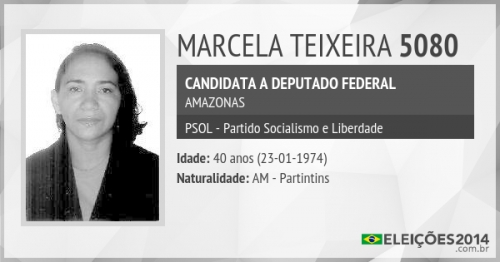 MARCELA TEIXEIRA 5080
CANDIDATA A DEPUTADO FEDERAL
AMAZONAS
PSOL - Partido Socialismo e Liberdade
Idade: 40 anos (23-01-1974)
Naturalidade: AM - Partintins
ELEIÇÕES2014
.com.br